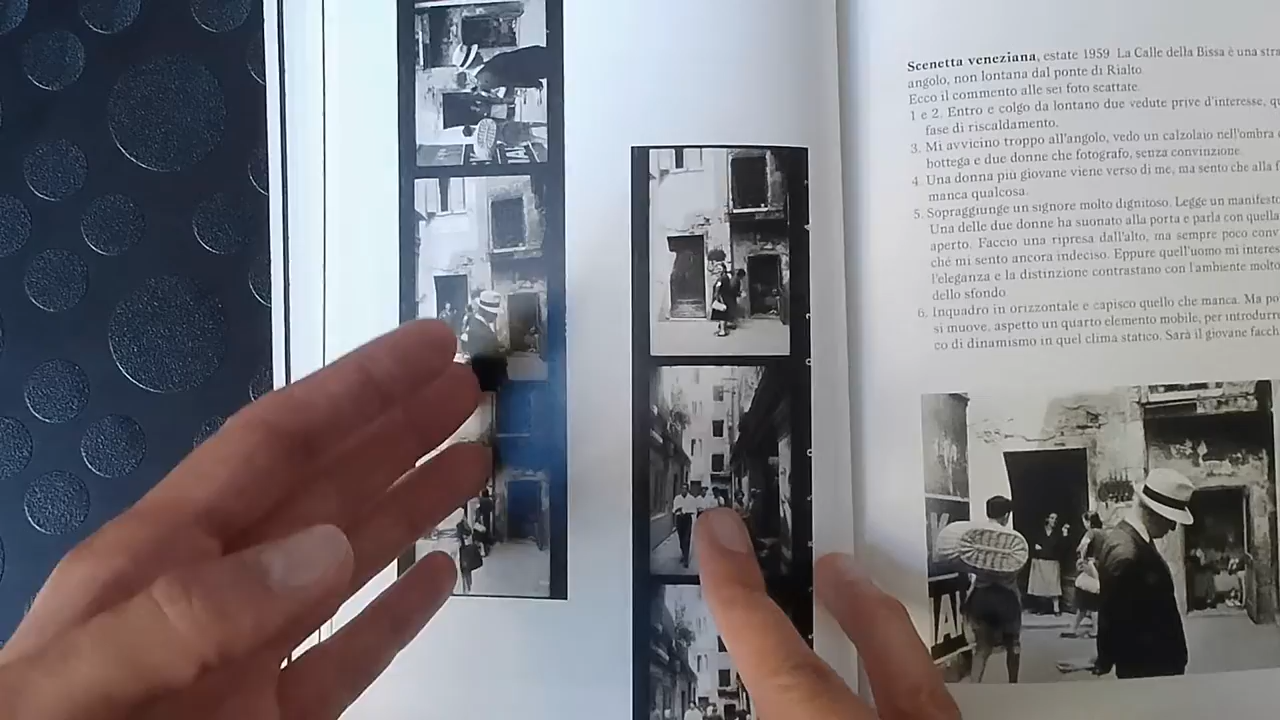 Scenetta veneziana, estate 1959 La Calle della Bissa è una stra
angolo, non lontana dal ponte di Rialto.
Ecco il commento alle sei foto scattate.
1 e 2. Entro e colgo da lontano due vedute prive d'interesse, qu
fase di riscaldamento.
3. Mi avvicino troppo all'angolo, vedo un calzolaio nell'ombra
bottega e due donne che fotografo, senza convinzione.
4. Una donna più giovane viene verso di me, ma sento che alla f
manca qualcosa.
5. Sopraggiunge un signore molto dignitoso. Legge un manifesto
Una delle due donne ha suonato alla porta e parla con quella
aperto. Faccio una ripresa dall'alto, ma sempre poco conv
ché mi sento ancora indeciso. Eppure quell'uomo mi interes
l'eleganza e la distinzione contrastano con l'ambiente molto
dello sfondo
6. Inquadro in orizzontale e capisco quello che manca. Ma po
si muove, aspetto un quarto elemento mobile, per introdurre
co di dinamismo in quel clima statico. Sarà il giovane facch